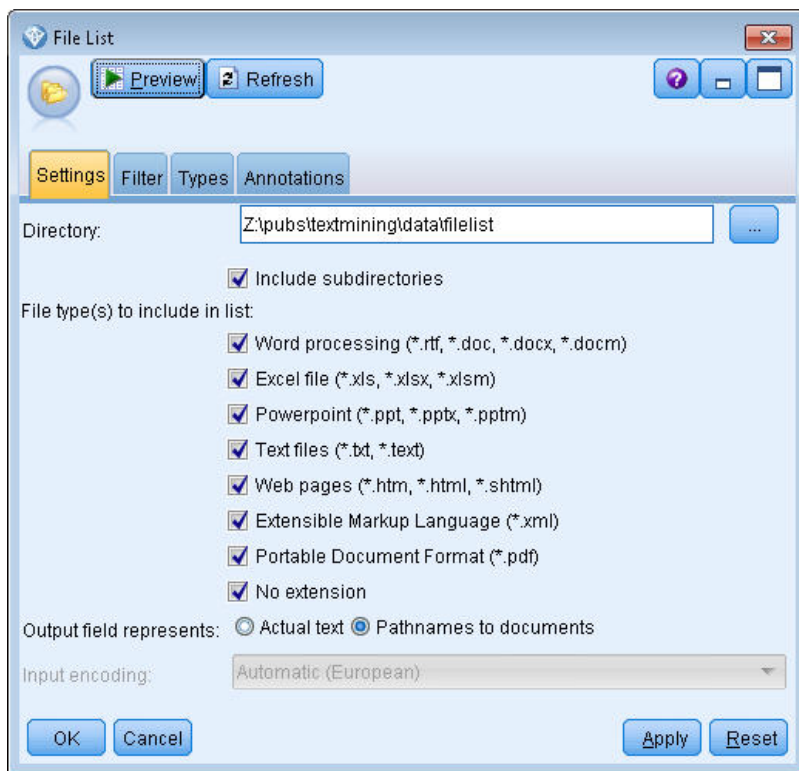 File List
Preview Refresh
Settings Filter Types Annotations
Directory: Z:\pubs\textmining\data\filelist ...
Include subdirectories
File type(s) to include in list:
Word processing (*.rtf, *.doc, *.docx, *.docm)
Excel file (*.xls, *.xlsx, *.xlsm)
Powerpoint (*.ppt, *.pptx, *.pptm)
Text files (*.txt, *.text)
Web pages (*.htm, *.html, *.shtml)
Extensible Markup Language (*.xml)
Portable Document Format (*.pdf)
No extension
Output field represents: Actual text Pathnames to documents
Input encoding: Automatic (European)
OK Cancel Apply Reset